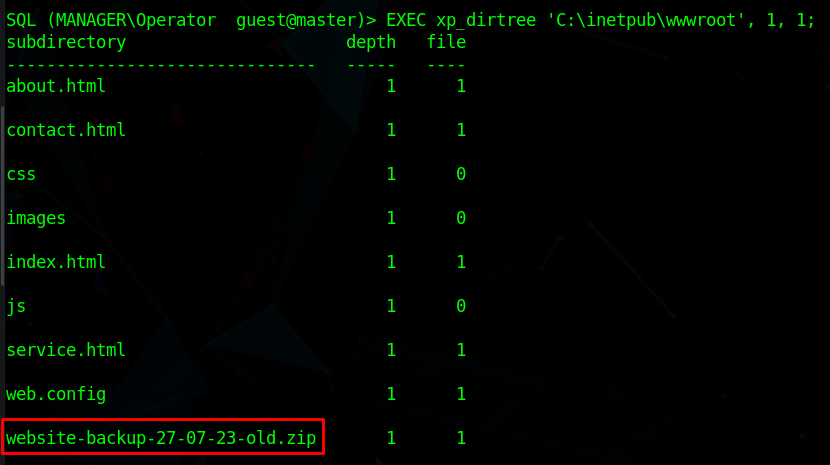 SQL (MANAGER\Operator  guest@master)> EXEC xp_dirtree 'C:\inetpub\wwwroot', 1, 1;
subdirectory                      depth   file
-------------------------------   -----   ----
about.html                            1      1
contact.html                          1      1
css                                   1      0
images                                1      0
index.html                            1      1
js                                    1      0
service.html                          1      1
web.config                            1      1
website-backup-27-07-23-old.zip       1      1